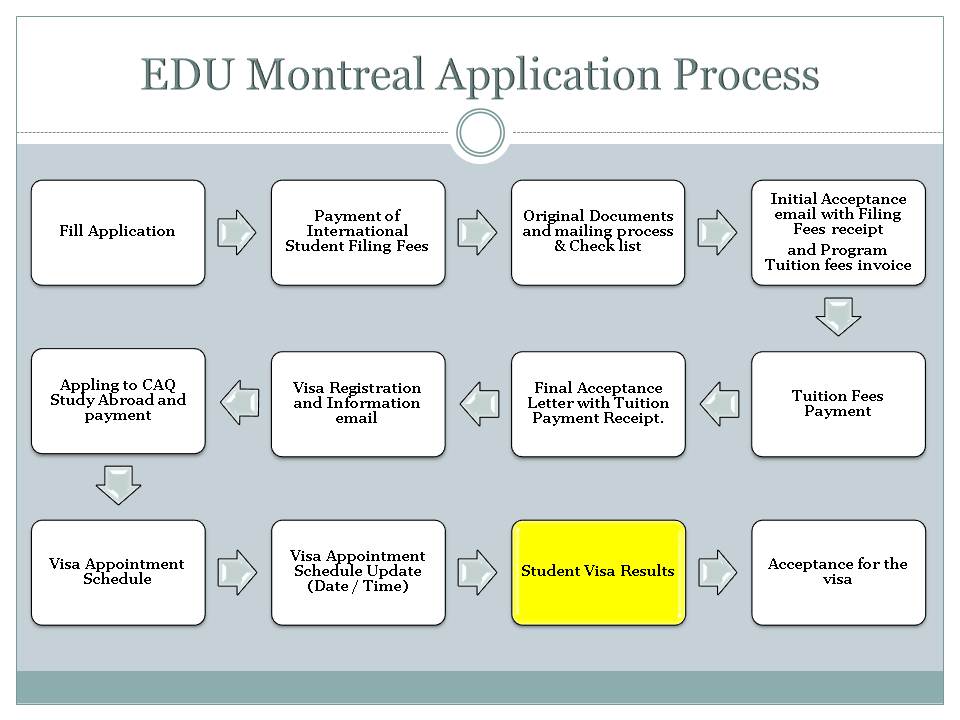 EDU Montreal Application Process
Fill Application
Payment of
International
Student Filing Fees
Original Documents
and mailing process
& Check list
Initial Acceptance
email with Filing
Fees receipt
and Program
Tuition fees invoice
Tuition Fees
Payment
Final Acceptance
Letter with Tuition
Payment Receipt.
Visa Registration
and Information
email
Appling to CAQ
Study Abroad and
payment
Visa Appointment
Schedule
Visa Appointment
Schedule Update
(Date / Time)
Student Visa Results
Acceptance for the
visa